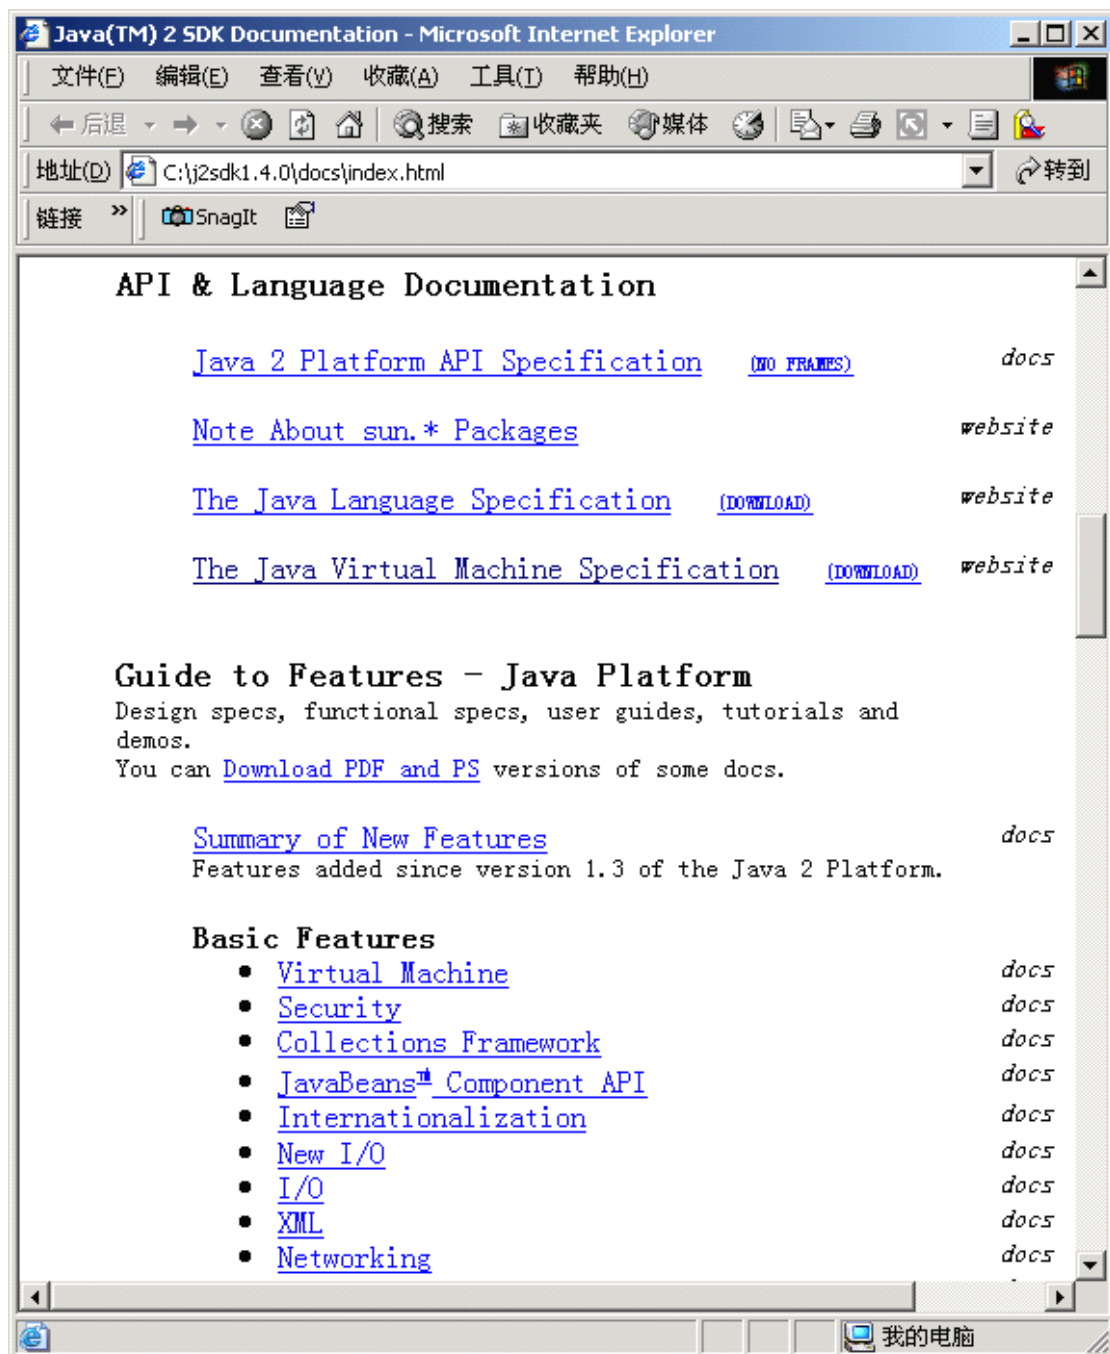 Java(TM) 2 SDK Documentation - Microsoft Internet Explorer
文件(F) 编辑(E) 查看(V) 收藏(A) 工具(T) 帮助(H)
后退 搜索 收藏夹 媒体
地址(D) C:\j2sdk1.4.0\docs\index.html 转到
链接 » SnagIt
API & Language Documentation
Java 2 Platform API Specification (NO FRAMES) docs
Note About sun.* Packages website
The Java Language Specification (DOWNLOAD) website
The Java Virtual Machine Specification (DOWNLOAD) website
Guide to Features - Java Platform
Design specs, functional specs, user guides, tutorials and
demos.
You can Download PDF and PS versions of some docs.
Summary of New Features docs
Features added since version 1.3 of the Java 2 Platform.
Basic Features
• Virtual Machine docs
• Security docs
• Collections Framework docs
• JavaBeans™ Component API docs
• Internationalization docs
• New I/O docs
• I/O docs
• XML docs
• Networking docs
我的电脑